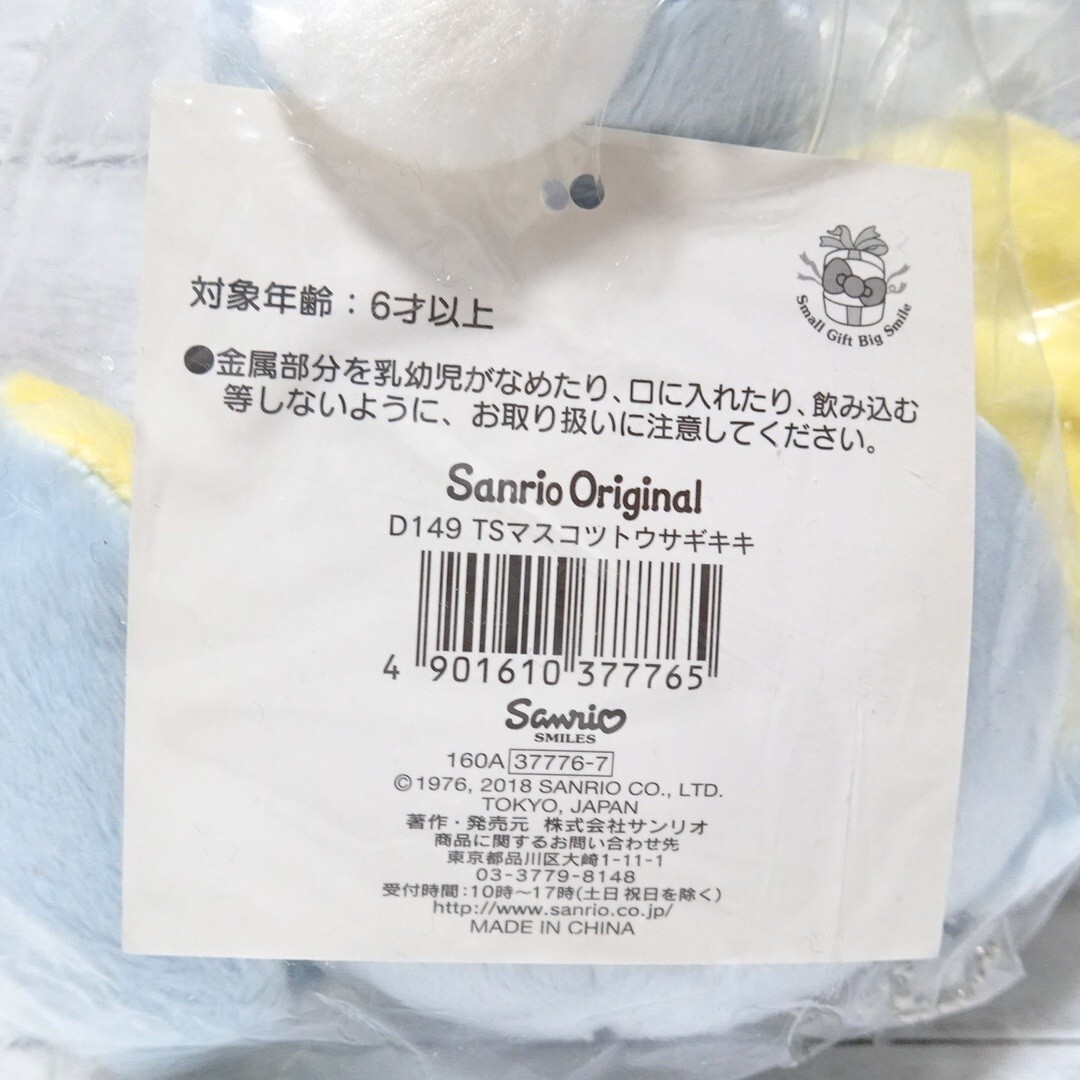 Small Gift Big Smile
対象年齢：6才以上
●金属部分を乳幼児がなめたり、口に入れたり、飲み込む
等しないように、お取り扱いに注意してください。
Sanrio Original
D149 TSマスコツトウサギキキ
4 901610 377765
Sanrio
SMILES
160A 37776-7
©1976, 2018 SANRIO CO., LTD.
TOKYO, JAPAN
著作・発売元 株式会社サンリオ
商品に関するお問い合わせ先
東京都品川区大崎1-11-1
03-3779-8148
受付時間：10時〜17時(土日祝日を除く)
http://www.sanrio.co.jp/
MADE IN CHINA